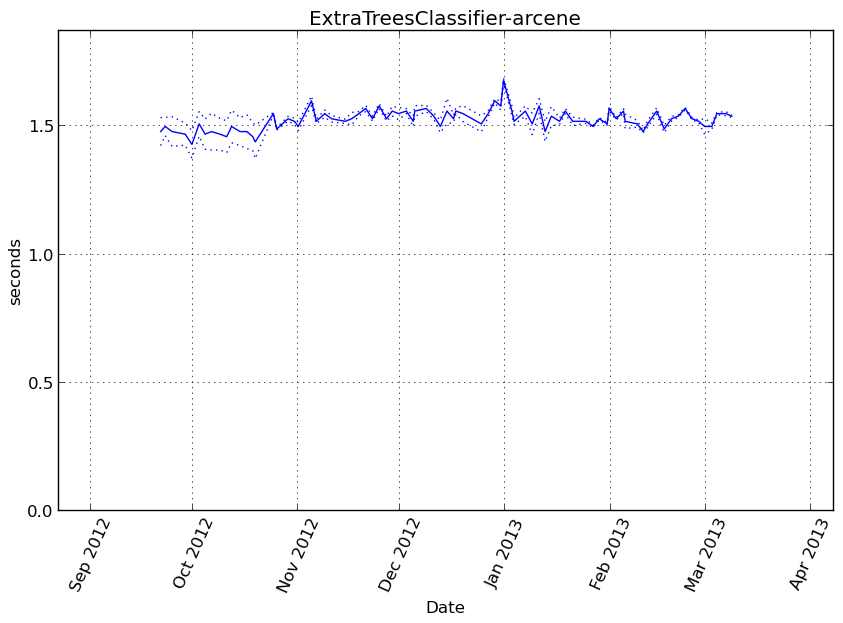 ExtraTreesClassifier-arcene
seconds
1.5
1.0
0.5
0.0
Sep 2012
Oct 2012
Nov 2012
Dec 2012
Jan 2013
Feb 2013
Mar 2013
Apr 2013
Date